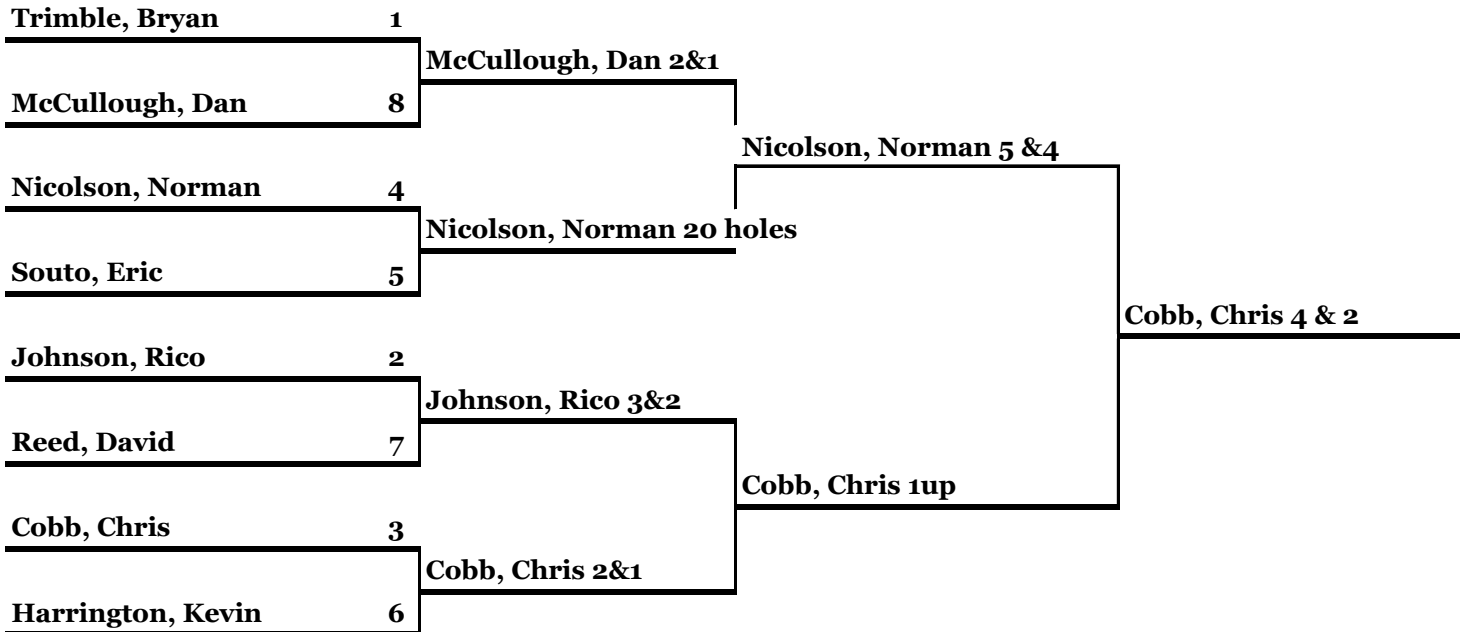 Trimble, Bryan 1
McCullough, Dan 2&1
McCullough, Dan 8
Nicolson, Norman 5 &4
Nicolson, Norman 4
Nicolson, Norman 20 holes
Souto, Eric 5
Cobb, Chris 4 & 2
Johnson, Rico 2
Johnson, Rico 3&2
Reed, David 7
Cobb, Chris 1up
Cobb, Chris 3
Cobb, Chris 2&1
Harrington, Kevin 6